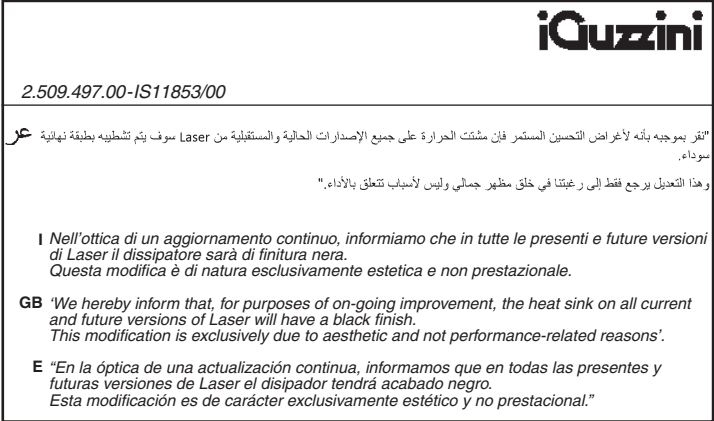 iGuzzini
2.509.497.00-IS11853/00
عر "نقر بموجبه بأنه لأغراض التحسين المستمر فإن مشتت الحرارة على جميع الإصدارات الحالية والمستقبلية من Laser سوف يتم تشطيبه بطبقة نهائية
سوداء.
وهذا التعديل يرجع فقط إلى رغبتنا في خلق مظهر جمالي وليس لأسباب تتعلق بالأداء."
I Nell'ottica di un aggiornamento continuo, informiamo che in tutte le presenti e future versioni
di Laser il dissipatore sarà di finitura nera.
Questa modifica è di natura esclusivamente estetica e non prestazionale.
GB 'We hereby inform that, for purposes of on-going improvement, the heat sink on all current
and future versions of Laser will have a black finish.
This modification is exclusively due to aesthetic and not performance-related reasons'.
E "En la óptica de una actualización continua, informamos que en todas las presentes y
futuras versiones de Laser el disipador tendrá acabado negro.
Esta modificación es de carácter exclusivamente estético y no prestacional."